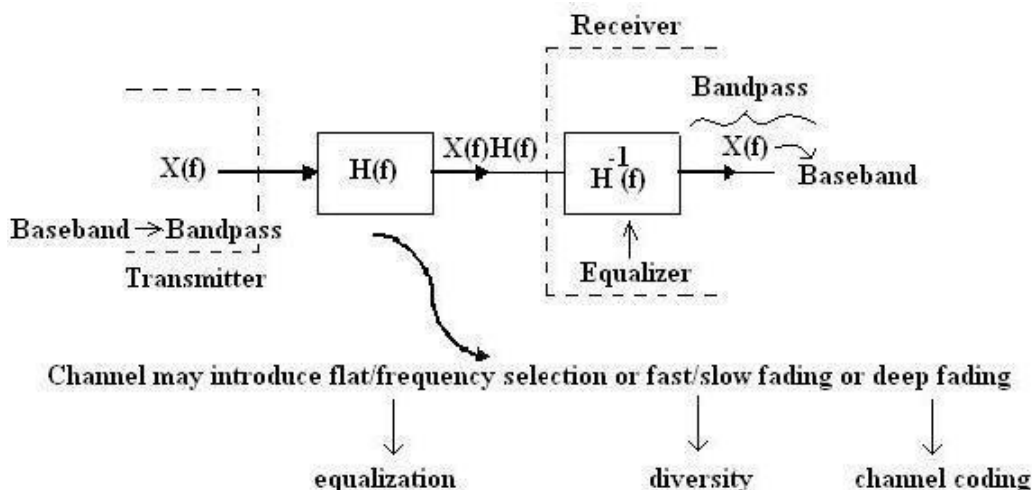 Receiver
Bandpass
X(f)
H(f)
X(f)H(f)
H⁻¹(f)
X(f)
Baseband
Baseband → Bandpass
Transmitter
Equalizer
Channel may introduce flat/frequency selection or fast/slow fading or deep fading
equalization
diversity
channel coding